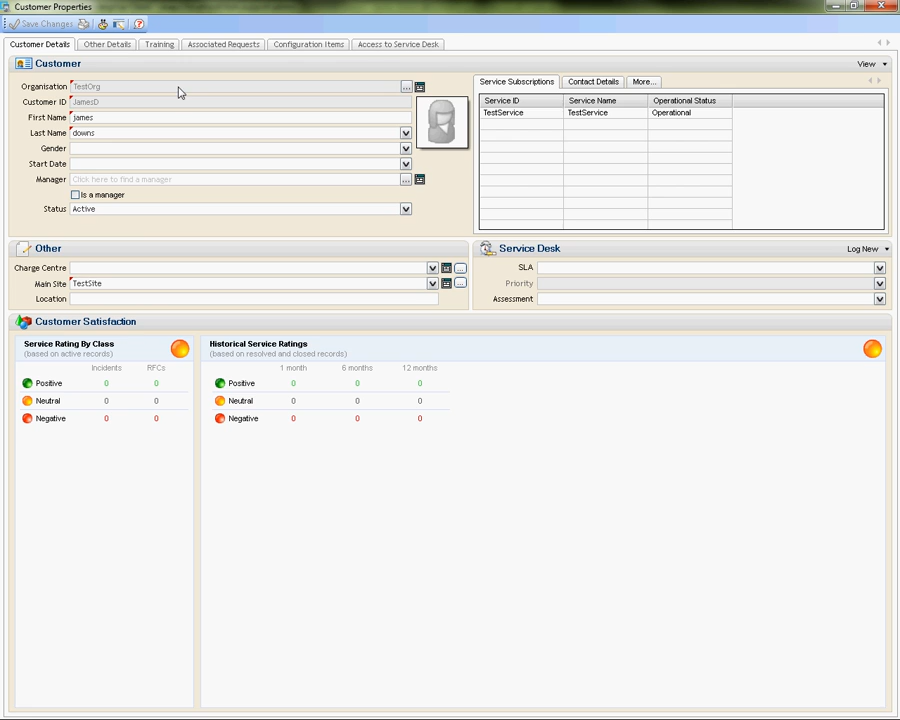 Customer Properties
Save Changes
Customer Details Other Details Training Associated Requests Configuration Items Access to Service Desk
Customer View
Organisation TestOrg ...
Customer ID JamesD
First Name james
Last Name downs
Gender
Start Date
Manager Click here to find a manager ...
Is a manager
Status Active
Service Subscriptions Contact Details More...
Service ID Service Name Operational Status
TestService TestService Operational
Other
Charge Centre ...
Main Site TestSite ...
Location
Service Desk Log New
SLA
Priority
Assessment
Customer Satisfaction
Service Rating By Class
(based on active records)
Incidents RFCs
Positive 0 0
Neutral 0 0
Negative 0 0
Historical Service Ratings
(based on resolved and closed records)
1 month 6 months 12 months
Positive 0 0 0
Neutral 0 0 0
Negative 0 0 0